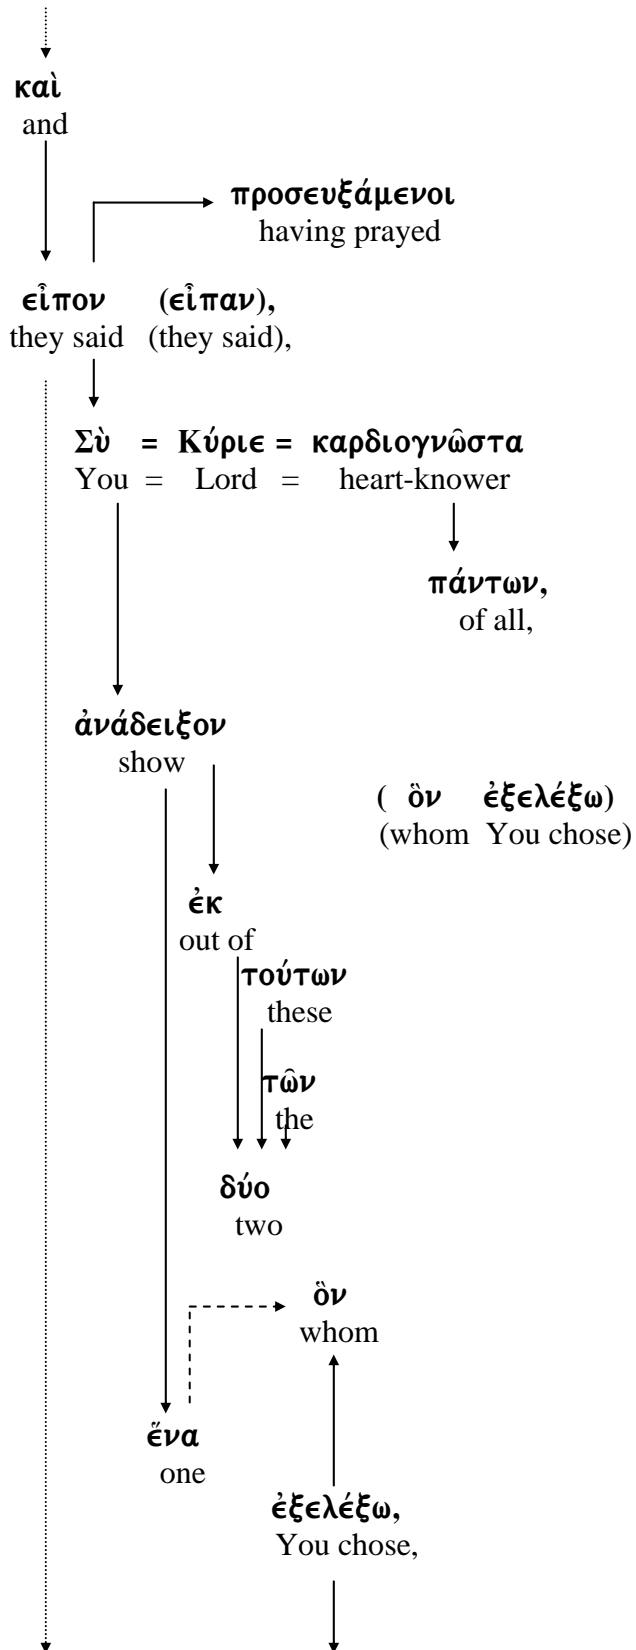 καὶ
and
προσευξάμενοι
having prayed
εἶπον (εἶπαν),
they said (they said),
Σὺ = Κύριε = καρδιογνῶστα
You = Lord = heart-knower
πάντων,
of all,
ἀνάδειξον
show
( ὃν ἐξελέξω)
(whom You chose)
ἐκ
out of
τούτων
these
τῶν
the
δύο
two
ὃν
whom
ἕνα
one
ἐξελέξω,
You chose,